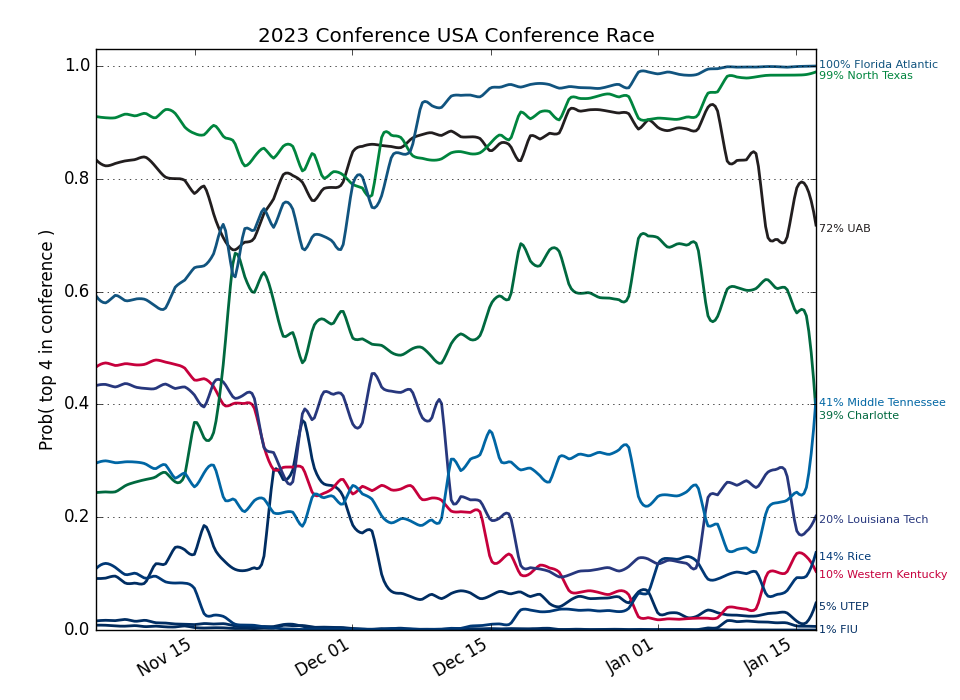 2023 Conference USA Conference Race
Prob( top 4 in conference )
1.0
0.8
0.6
0.4
0.2
0.0
Nov 15
Dec 01
Dec 15
Jan 01
Jan 15
100% Florida Atlantic
99% North Texas
72% UAB
41% Middle Tennessee
39% Charlotte
20% Louisiana Tech
14% Rice
10% Western Kentucky
5% UTEP
1% FIU